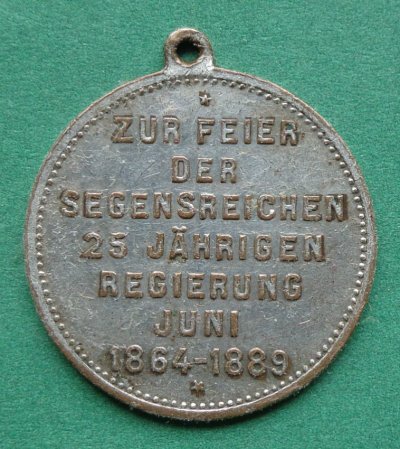 ZUR FEIER
DER
SEGENSREICHEN
25 JÄHRIGEN
REGIERUNG
JUNI
1864-1889